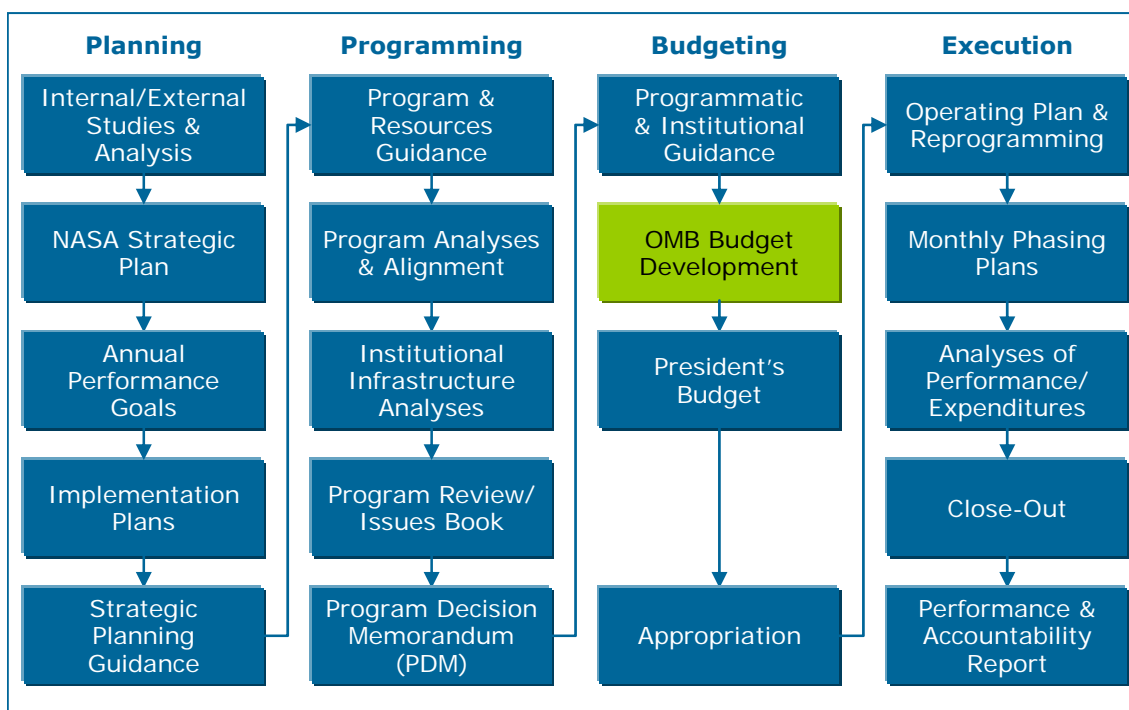 Planning
Internal/External
Studies &
Analysis
NASA Strategic
Plan
Annual
Performance
Goals
Implementation
Plans
Strategic
Planning
Guidance
Programming
Program &
Resources
Guidance
Program Analyses
& Alignment
Institutional
Infrastructure
Analyses
Program Review/
Issues Book
Program Decision
Memorandum
(PDM)
Budgeting
Programmatic
& Institutional
Guidance
OMB Budget
Development
President’s
Budget
Appropriation
Execution
Operating Plan &
Reprogramming
Monthly Phasing
Plans
Analyses of
Performance/
Expenditures
Close-Out
Performance &
Accountability
Report